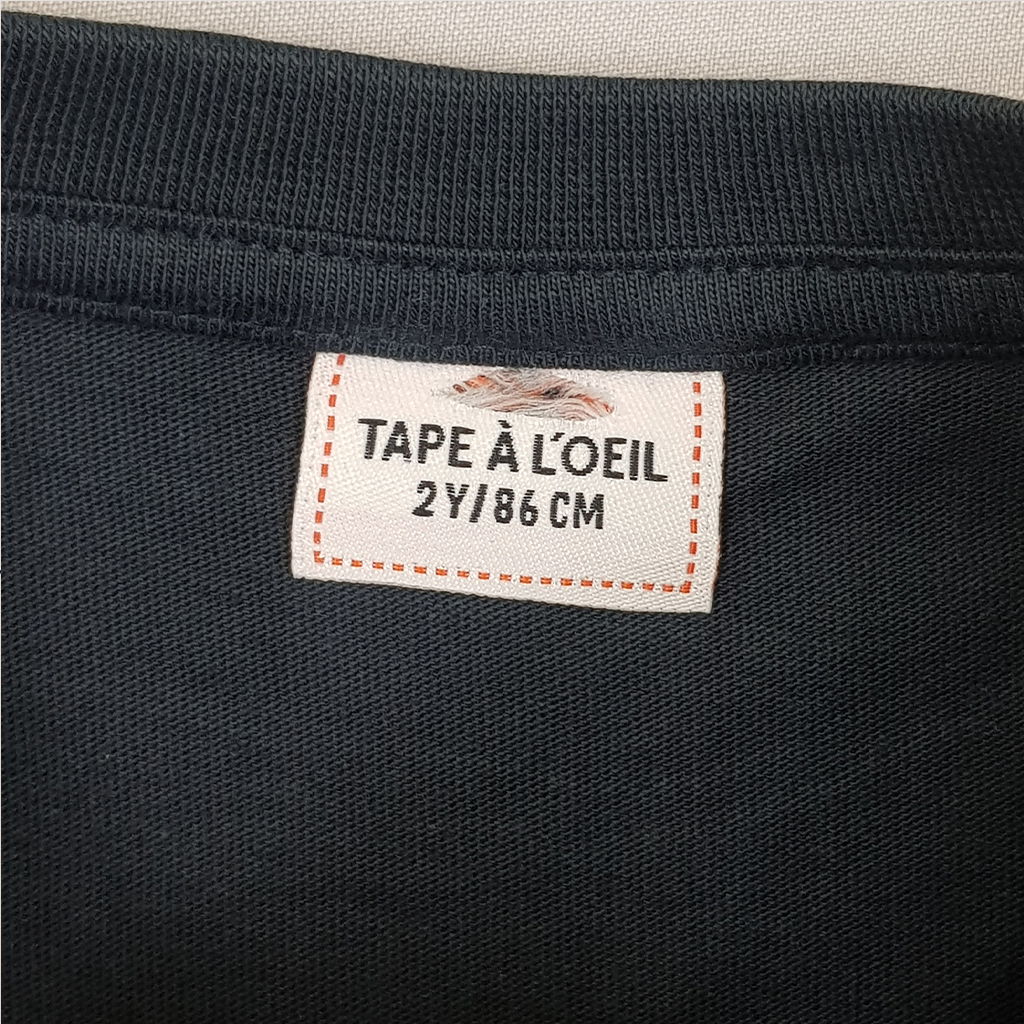 TAPE À L'OEIL
2Y/86 CM